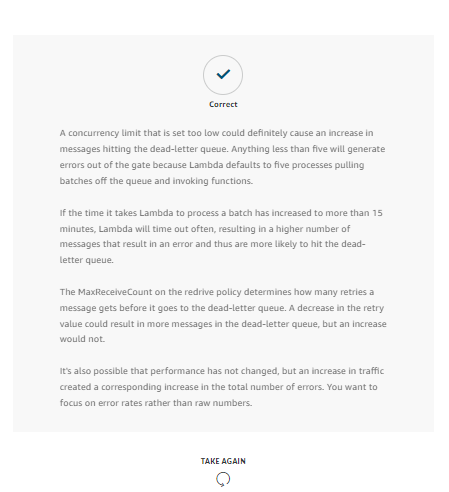 Correct
A concurrency limit that is set too low could definitely cause an increase in
messages hitting the dead-letter queue. Anything less than five will generate
errors out of the gate because Lambda defaults to five processes pulling
batches off the queue and invoking functions.
If the time it takes Lambda to process a batch has increased to more than 15
minutes, Lambda will time out often, resulting in a higher number of
messages that result in an error and thus are more likely to hit the dead-
letter queue.
The MaxReceiveCount on the redrive policy determines how many retries a
message gets before it goes to the dead-letter queue. A decrease in the retry
value could result in more messages in the dead-letter queue, but an increase
would not.
It's also possible that performance has not changed, but an increase in traffic
created a corresponding increase in the total number of errors. You want to
focus on error rates rather than raw numbers.
TAKE AGAIN